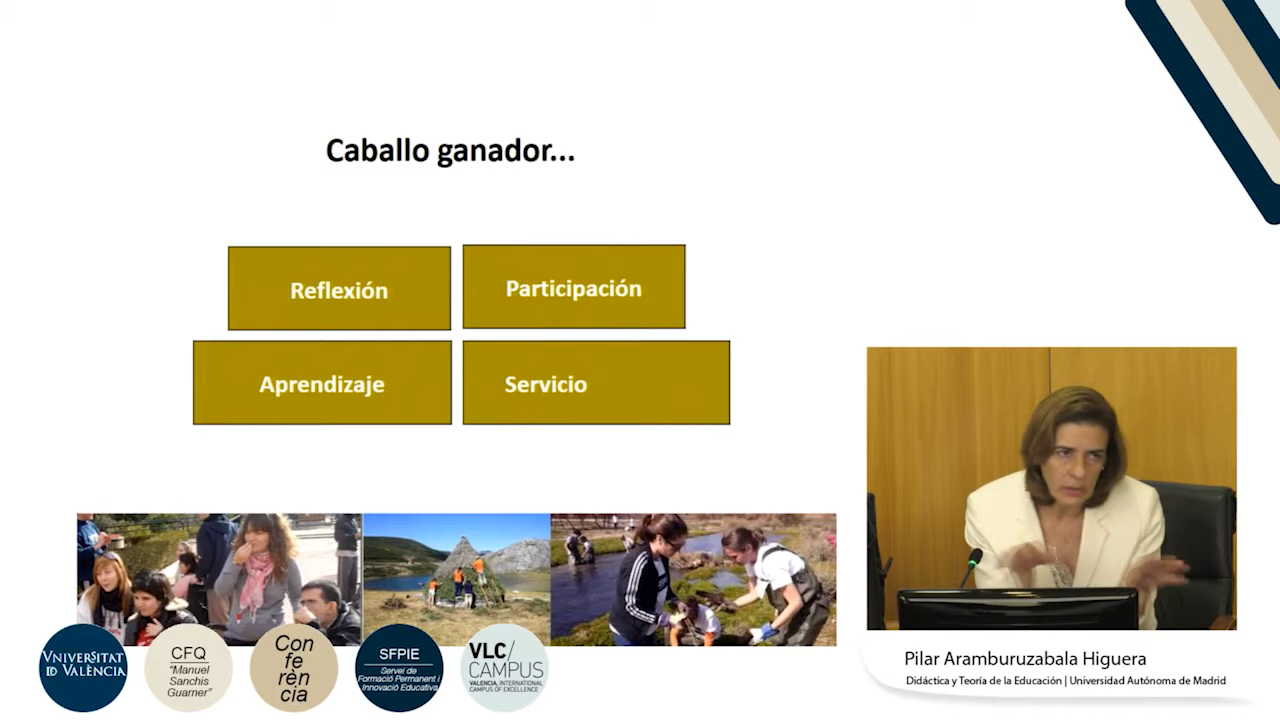 Caballo ganador...
Reflexión
Participación
Aprendizaje
Servicio
VNIVERSITAT
ID VALÈNCIA
CFQ
"Manuel
Sanchis
Guarner"
Con
fe
rèn
cia
SFPIE
Servei de
Formació Permanent i
Innovació Educativa
VLC/
CAMPUS
VALENCIA, INTERNATIONAL
CAMPUS OF EXCELLENCE
Pilar Aramburuzabala Higuera
Didáctica y Teoría de la Educación | Universidad Autónoma de Madrid